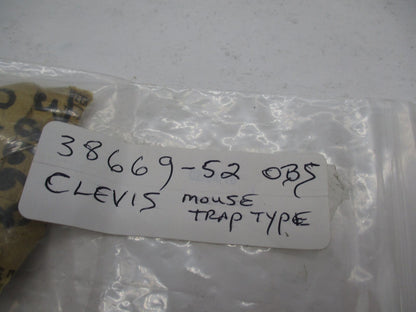 38669-52 OBS
CLEVIS MOUSE
TRAP TYPE